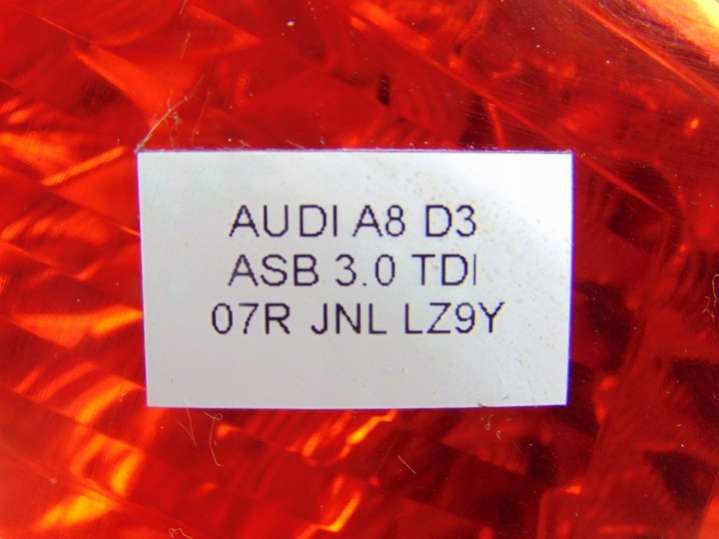 AUDI A8 D3
ASB 3.0 TDI
07R JNL LZ9Y